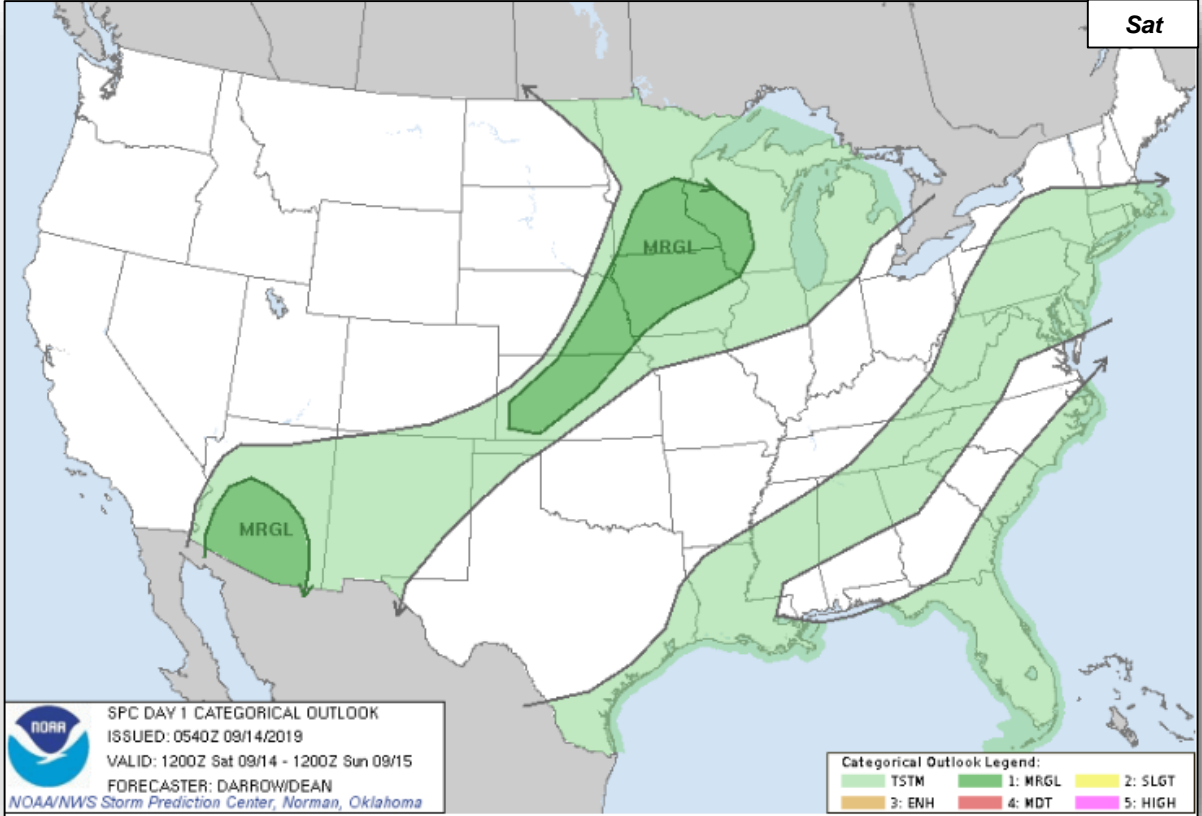 Sat
MRGL
MRGL
NOAA
SPC DAY 1 CATEGORICAL OUTLOOK
ISSUED: 0540Z 09/14/2019
VALID: 1200Z Sat 09/14 - 1200Z Sun 09/15
FORECASTER: DARROW/DEAN
NOAA/NWS Storm Prediction Center, Norman, Oklahoma
Categorical Outlook Legend:
TSTM 1: MRGL 2: SLGT
3: ENH 4: MDT 5: HIGH